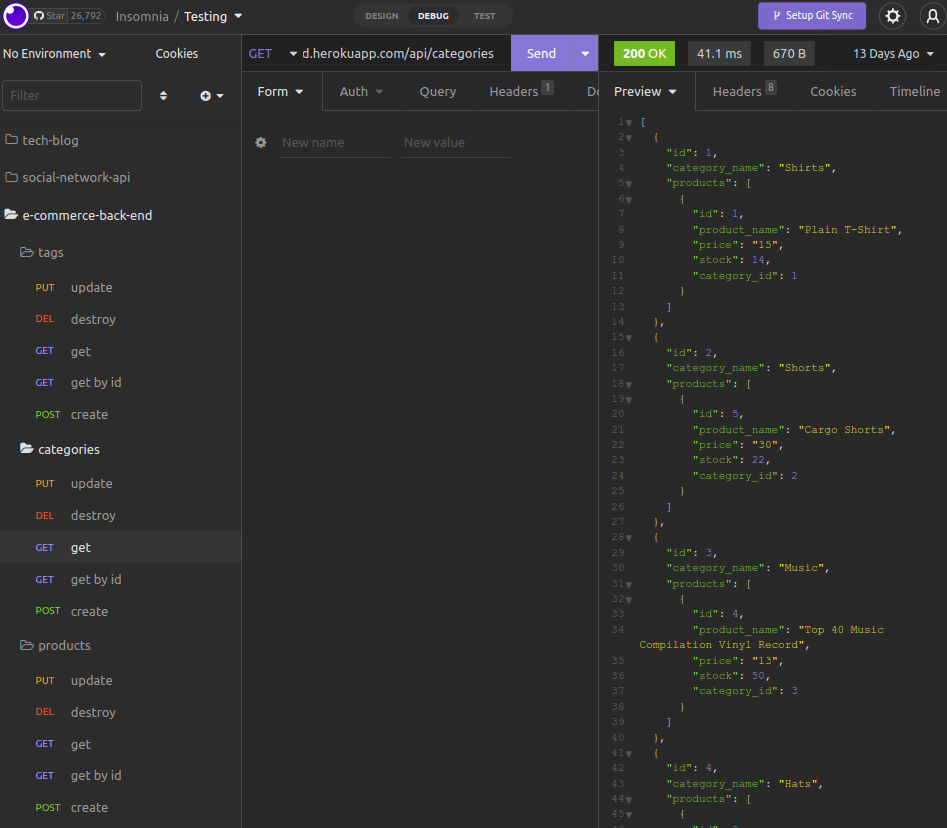 Star 26,792
Insomnia / Testing
DESIGN DEBUG TEST
Setup Git Sync
No Environment
Cookies
Filter
tech-blog
social-network-api
e-commerce-back-end
tags
PUT update
DEL destroy
GET get
GET get by id
POST create
categories
PUT update
DEL destroy
GET get
GET get by id
POST create
products
PUT update
DEL destroy
GET get
GET get by id
POST create
GET d.herokuapp.com/api/categories Send
Form Auth Query Headers 1
New name New value
200 OK 41.1 ms 670 B 13 Days Ago
Preview Headers 8 Cookies Timeline
1 [
2 {
3 "id": 1,
4 "category_name": "Shirts",
5 "products": [
6 {
7 "id": 1,
8 "product_name": "Plain T-Shirt",
9 "price": "15",
10 "stock": 14,
11 "category_id": 1
12 }
13 ]
14 },
15 {
16 "id": 2,
17 "category_name": "Shorts",
18 "products": [
19 {
20 "id": 5,
21 "product_name": "Cargo Shorts",
22 "price": "30",
23 "stock": 22,
24 "category_id": 2
25 }
26 ]
27 },
28 {
29 "id": 3,
30 "category_name": "Music",
31 "products": [
32 {
33 "id": 4,
34 "product_name": "Top 40 Music
Compilation Vinyl Record",
35 "price": "13",
36 "stock": 50,
37 "category_id": 3
38 }
39 ]
40 },
41 {
42 "id": 4,
43 "category_name": "Hats",
44 "products": [
45 {